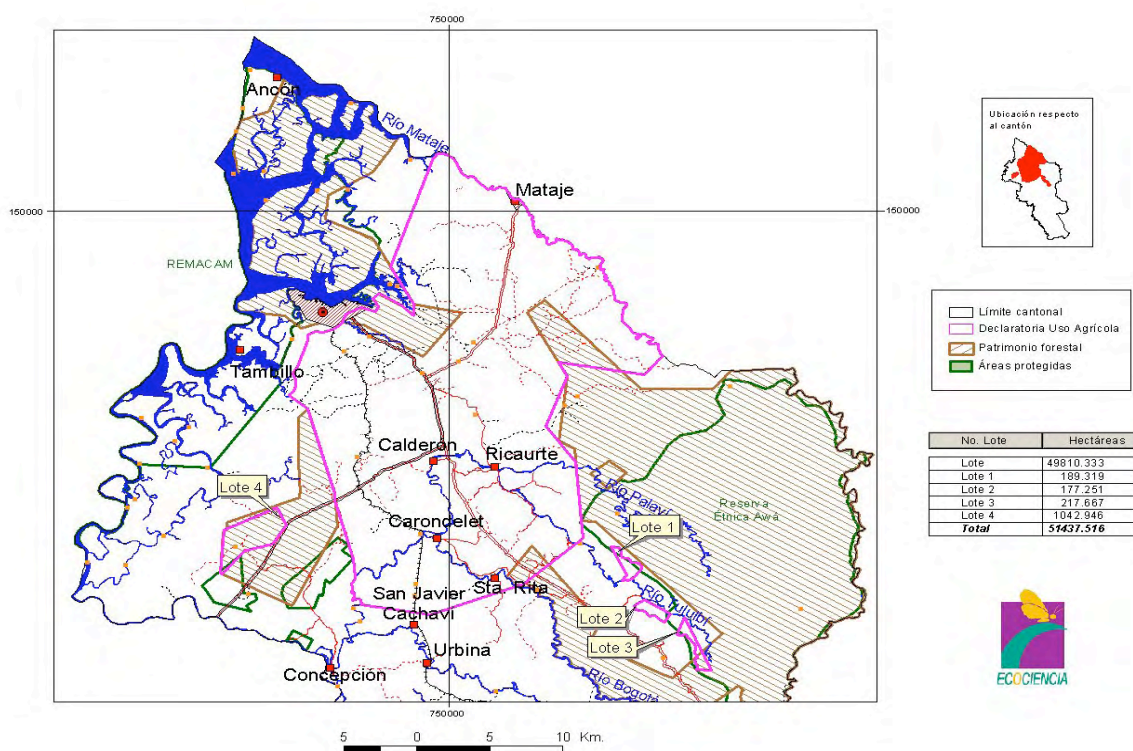 750000
Ancón
Río Mataje
Mataje
150000
150000
REMACAM
Tambillo
Calderón
Ricaurte
Lote 4
Río Palaví
Reserva
Étnica Awá
Caroncelet
Lote 1
San Javier
Cachaví
Sta. Rita
Río Tululbí
Lote 2
Lote 3
Urbina
Concepción
Río Bogotá
750000
5 0 5 10 Km.
Ubicación respecto
al cantón
Límite cantonal
Declaratoria Uso Agrícola
Patrimonio forestal
Áreas protegidas
No. Lote Hectáreas
Lote 49810.333
Lote 1 189.319
Lote 2 177.251
Lote 3 217.667
Lote 4 1042.946
Total 51437.516
ECOCIENCIA